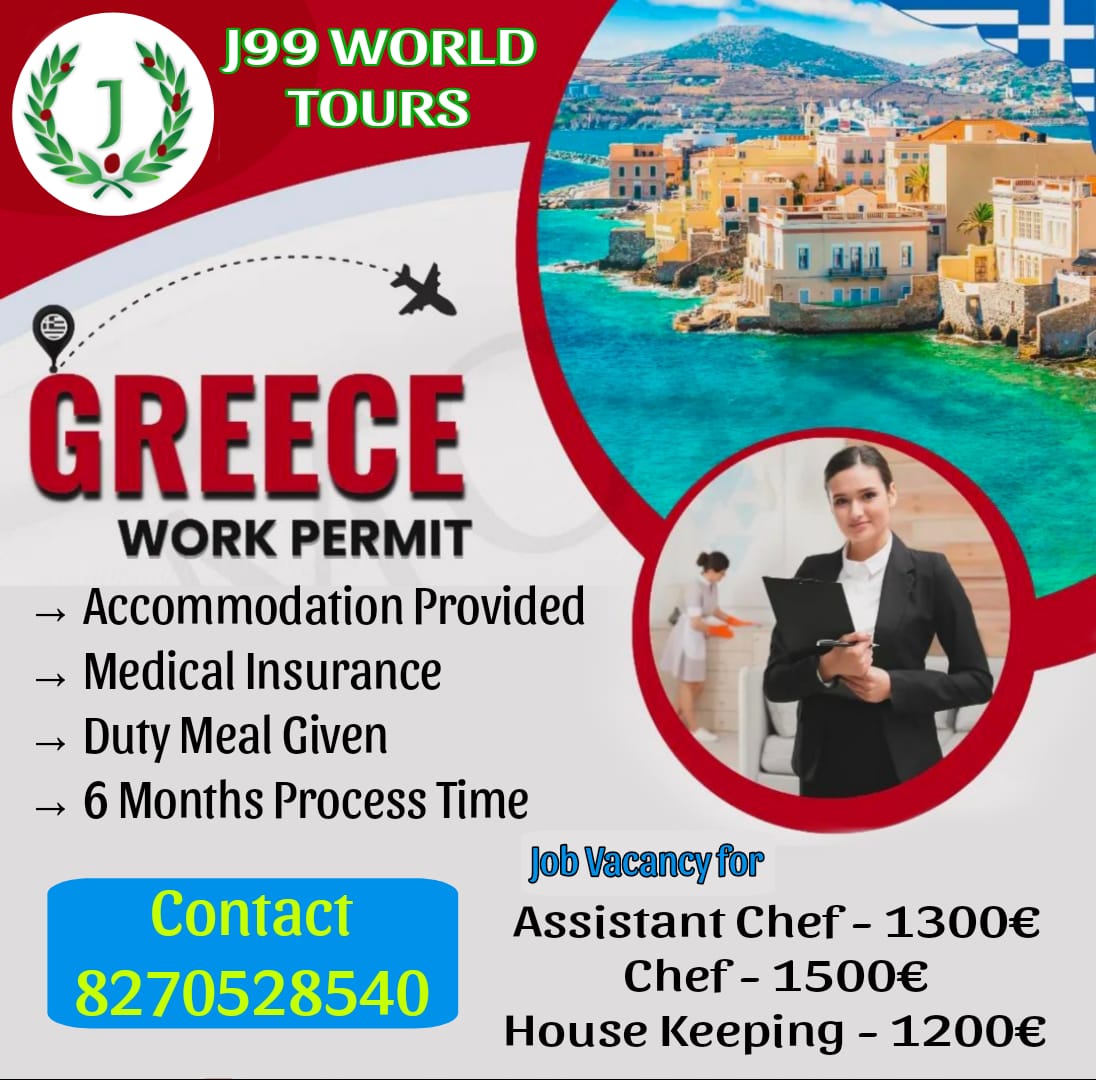 J
J99 WORLD
TOURS
GREECE
WORK PERMIT
→ Accommodation Provided
→ Medical Insurance
→ Duty Meal Given
→ 6 Months Process Time
Contact
8270528540
Job Vacancy for
Assistant Chef - 1300€
Chef - 1500€
House Keeping - 1200€